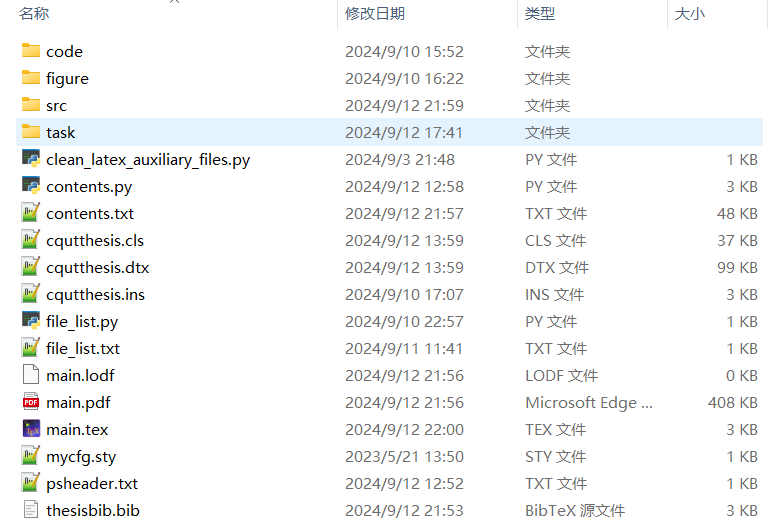 名称 修改日期 类型 大小
code 2024/9/10 15:52 文件夹
figure 2024/9/10 16:22 文件夹
src 2024/9/12 21:59 文件夹
task 2024/9/12 17:41 文件夹
clean_latex_auxiliary_files.py 2024/9/3 21:48 PY 文件 1 KB
contents.py 2024/9/12 12:58 PY 文件 3 KB
contents.txt 2024/9/12 21:57 TXT 文件 48 KB
cqutthesis.cls 2024/9/12 13:59 CLS 文件 37 KB
cqutthesis.dtx 2024/9/12 13:59 DTX 文件 99 KB
cqutthesis.ins 2024/9/10 17:07 INS 文件 3 KB
file_list.py 2024/9/10 22:57 PY 文件 1 KB
file_list.txt 2024/9/11 11:41 TXT 文件 1 KB
main.lodf 2024/9/12 21:56 LODF 文件 0 KB
main.pdf 2024/9/12 21:56 Microsoft Edge ... 408 KB
main.tex 2024/9/12 22:00 TEX 文件 3 KB
mycfg.sty 2023/5/21 13:50 STY 文件 1 KB
psheader.txt 2024/9/12 12:52 TXT 文件 1 KB
thesisbib.bib 2024/9/12 21:53 BibTeX 源文件 3 KB